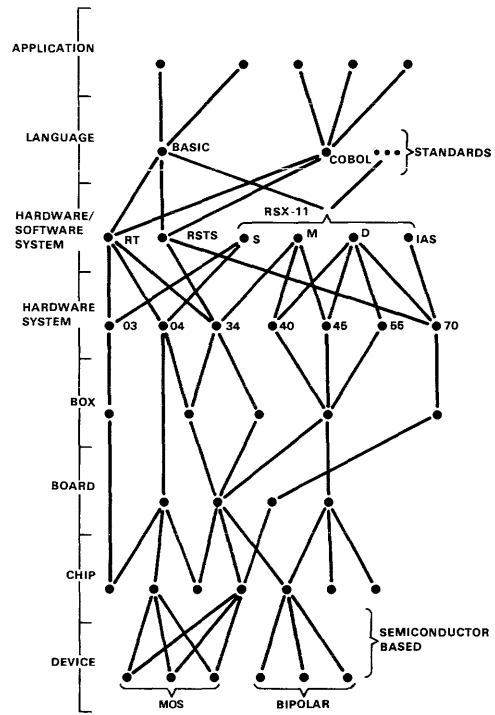 APPLICATION
LANGUAGE
BASIC
COBOL
STANDARDS
HARDWARE/
SOFTWARE
SYSTEM
RSX-11
RT
RSTS
S
M
D
IAS
HARDWARE
SYSTEM
03
04
34
40
45
55
70
BOX
BOARD
CHIP
DEVICE
SEMICONDUCTOR
BASED
MOS
BIPOLAR